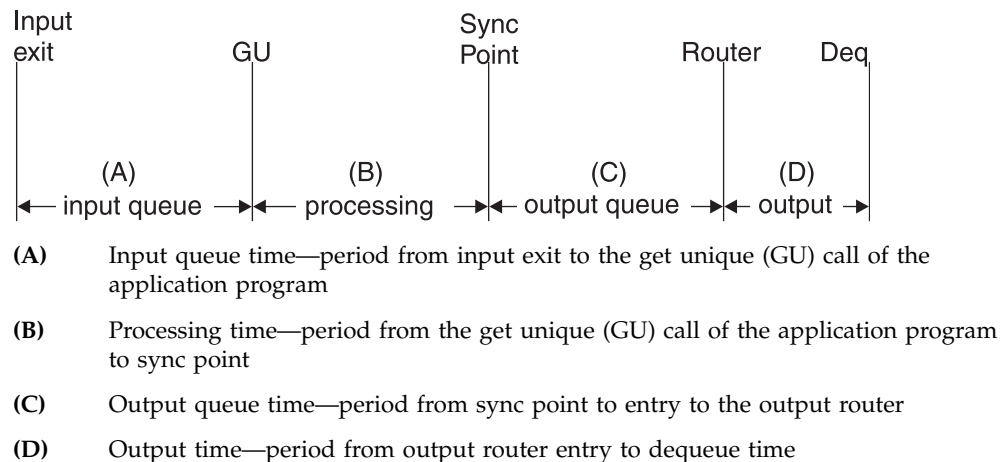 Input
exit
GU
Sync
Point
Router
Deq
(A)
(B)
(C)
(D)
input queue
processing
output queue
output
(A) Input queue time—period from input exit to the get unique (GU) call of the
application program
(B) Processing time—period from the get unique (GU) call of the application program
to sync point
(C) Output queue time—period from sync point to entry to the output router
(D) Output time—period from output router entry to dequeue time